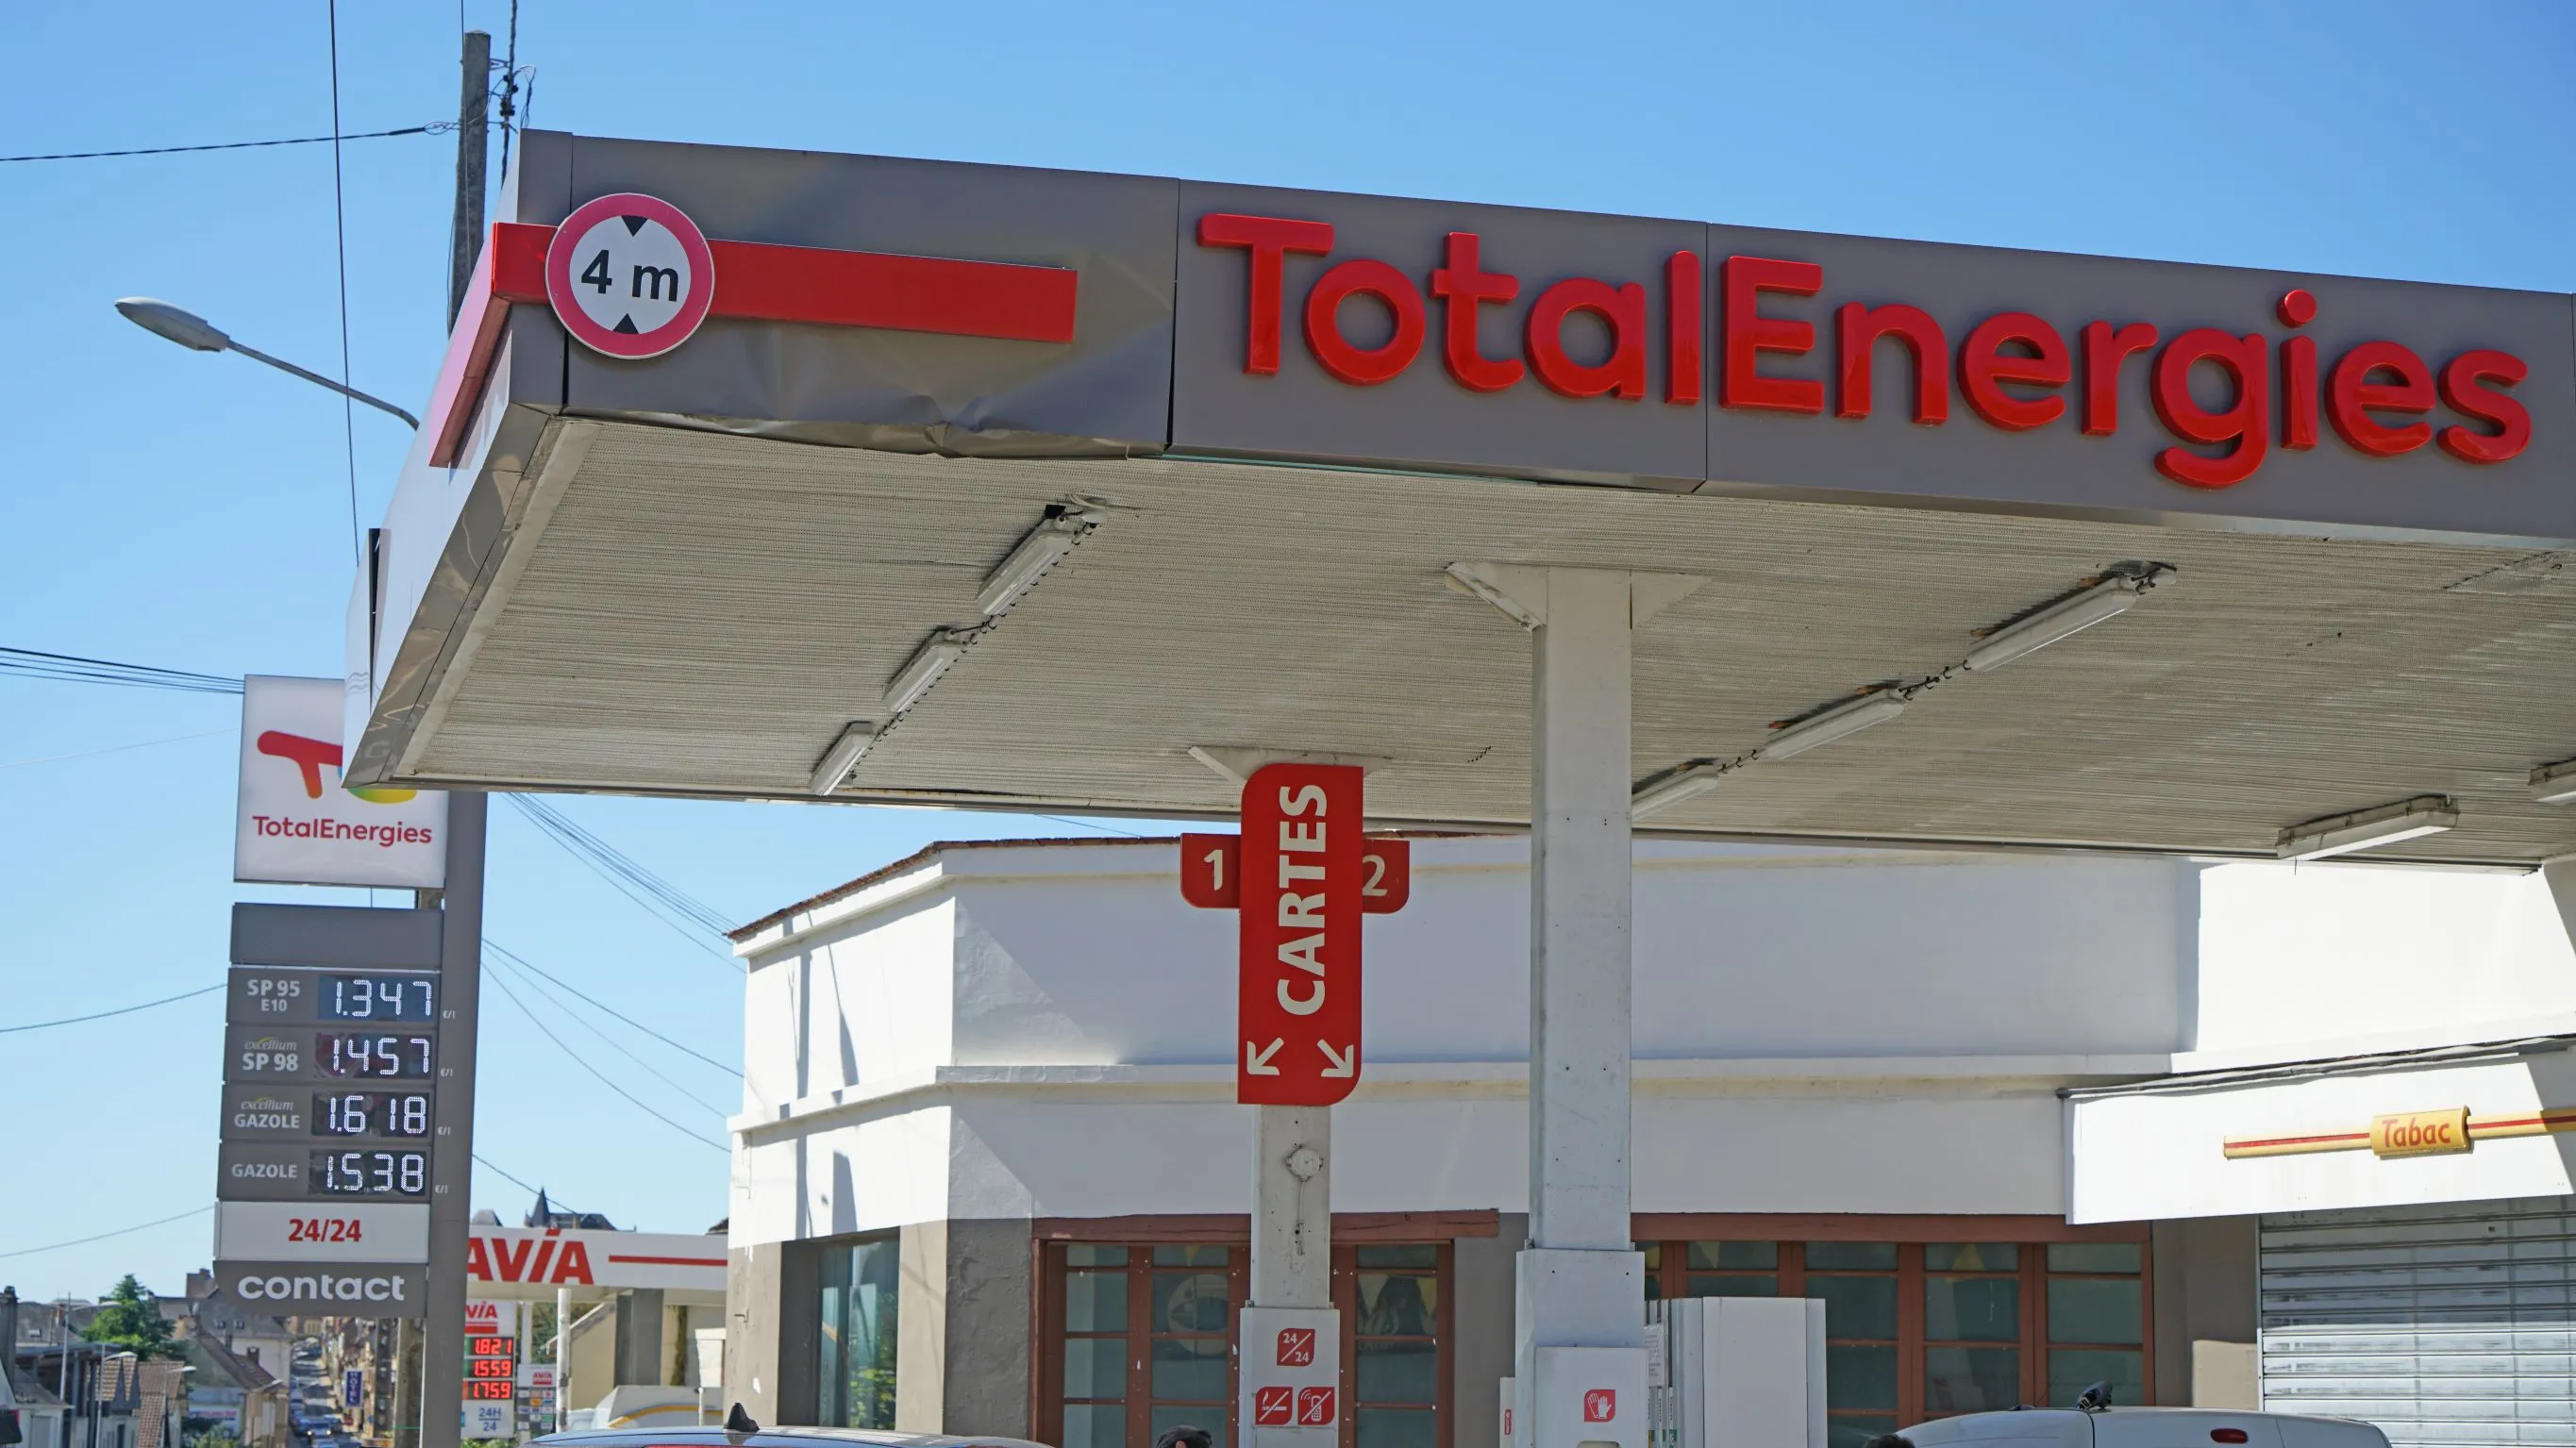 4 m
TotalEnergies
TotalEnergies
SP 95
E10
1.347
€/l
excellium
SP 98
1.457
€/l
excellium
GAZOLE
1.618
€/l
GAZOLE
1.538
€/l
24/24
contact
1
CARTES
2
Tabac
AVIA
AVIA
1.821
1.559
1.759
24H
24
HOTEL
24/24